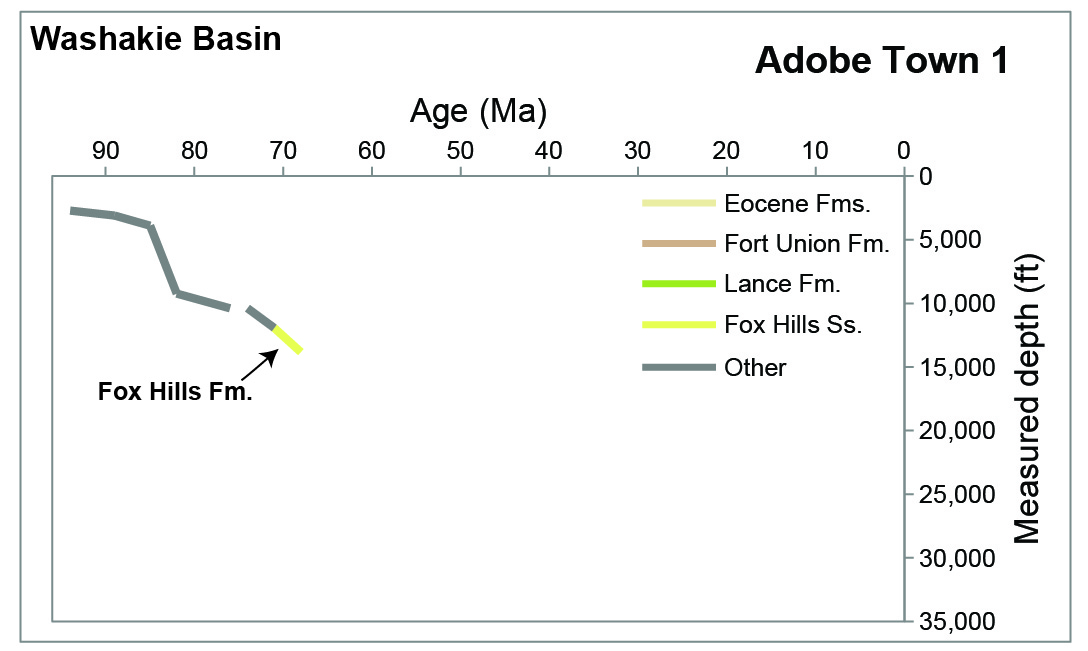 Washakie Basin
Adobe Town 1
Age (Ma)
90 80 70 60 50 40 30 20 10 0
0
5,000
10,000
15,000
20,000
25,000
30,000
35,000
Measured depth (ft)
Eocene Fms.
Fort Union Fm.
Lance Fm.
Fox Hills Ss.
Other
Fox Hills Fm.